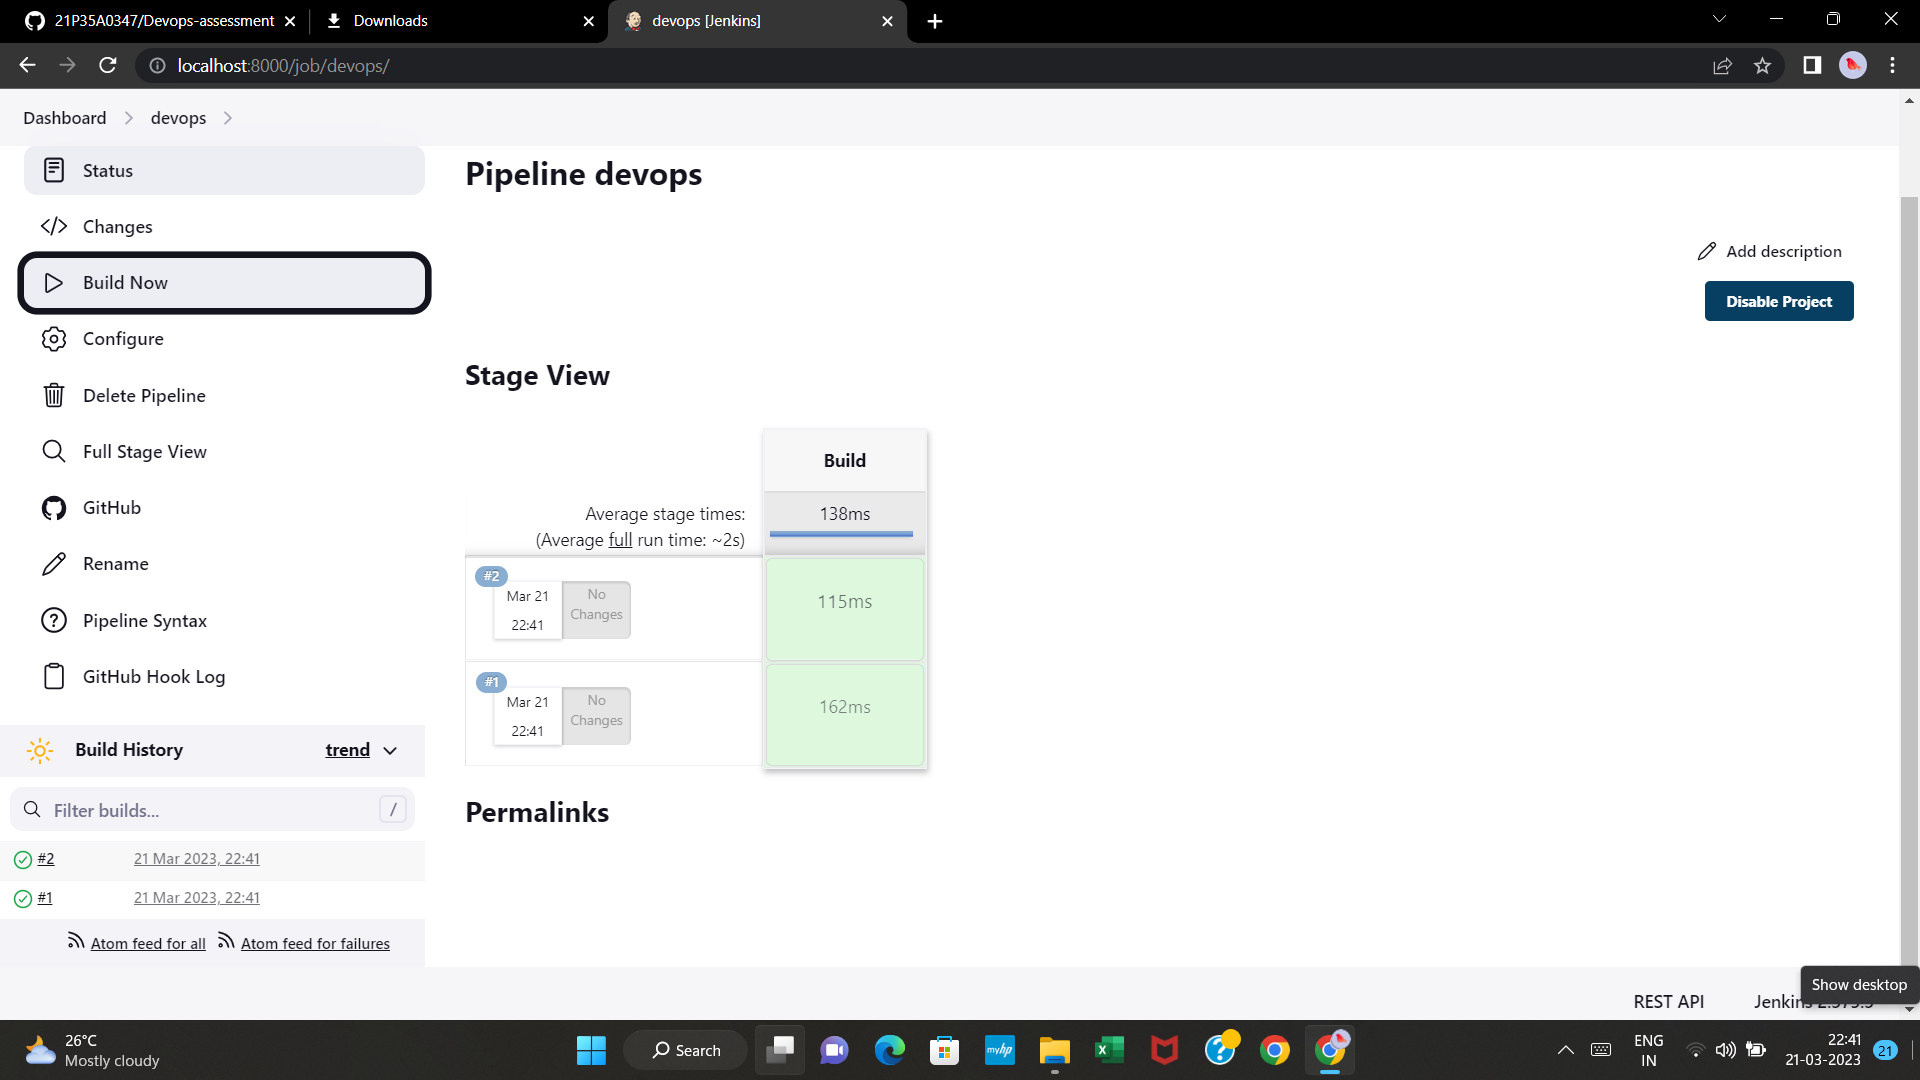 21P35A0347/Devops-assessment
Downloads
devops [Jenkins]
localhost:8000/job/devops/
Dashboard
devops
Status
Changes
Build Now
Configure
Delete Pipeline
Full Stage View
GitHub
Rename
Pipeline Syntax
GitHub Hook Log
Build History
trend
Filter builds...
/
#2
21 Mar 2023, 22:41
#1
21 Mar 2023, 22:41
Atom feed for all
Atom feed for failures
Pipeline devops
Add description
Disable Project
Stage View
Build
Average stage times:
(Average full run time: ~2s)
138ms
#2
Mar 21
22:41
No
Changes
115ms
#1
Mar 21
22:41
No
Changes
162ms
Permalinks
REST API
Show desktop
26°C
Mostly cloudy
Search
myhp
ENG
IN
22:41
21-03-2023
21